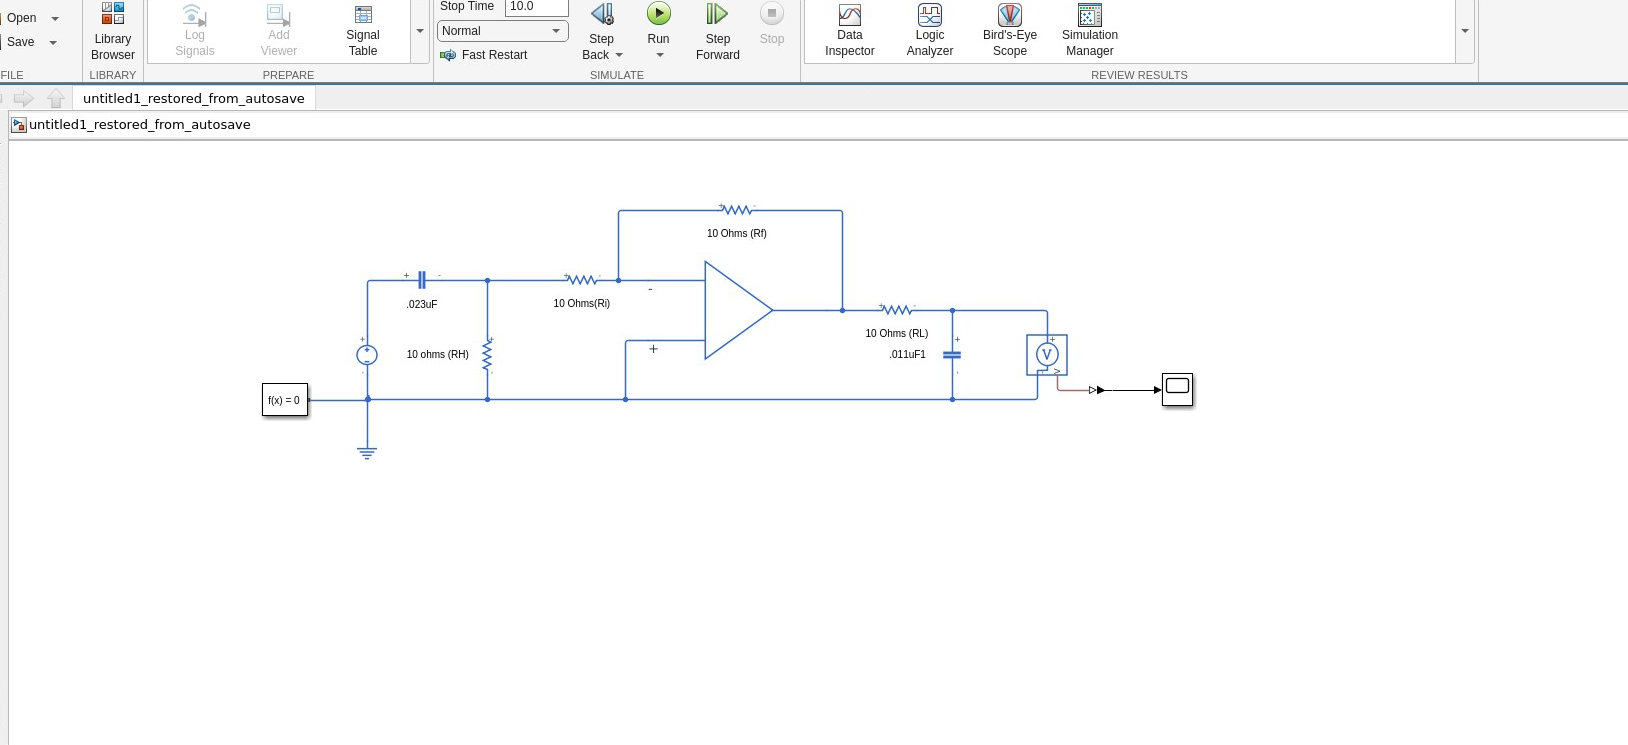 Open
Save
FILE
Library
Browser
LIBRARY
Log
Signals
Add
Viewer
Signal
Table
PREPARE
Stop Time 10.0
Normal
Fast Restart
Step
Back
Run
Step
Forward
Stop
SIMULATE
Data
Inspector
Logic
Analyzer
Bird's-Eye
Scope
Simulation
Manager
REVIEW RESULTS
untitled1_restored_from_autosave
untitled1_restored_from_autosave
+ -
10 Ohms (Rf)
+ -
.023uF
+ -
10 Ohms(Ri)
-
+
+ -
10 Ohms (RL)
.011uF1
10 ohms (RH)
V
f(x) = 0